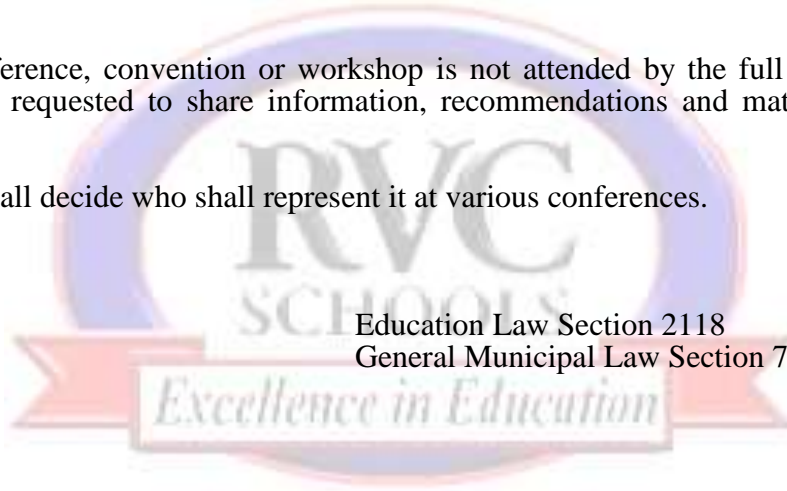 ference, convention or workshop is not attended by the full
requested to share information, recommendations and mat
all decide who shall represent it at various conferences.
RVC
SCHOOLS
Education Law Section 2118
General Municipal Law Section 7
Excellence in Education